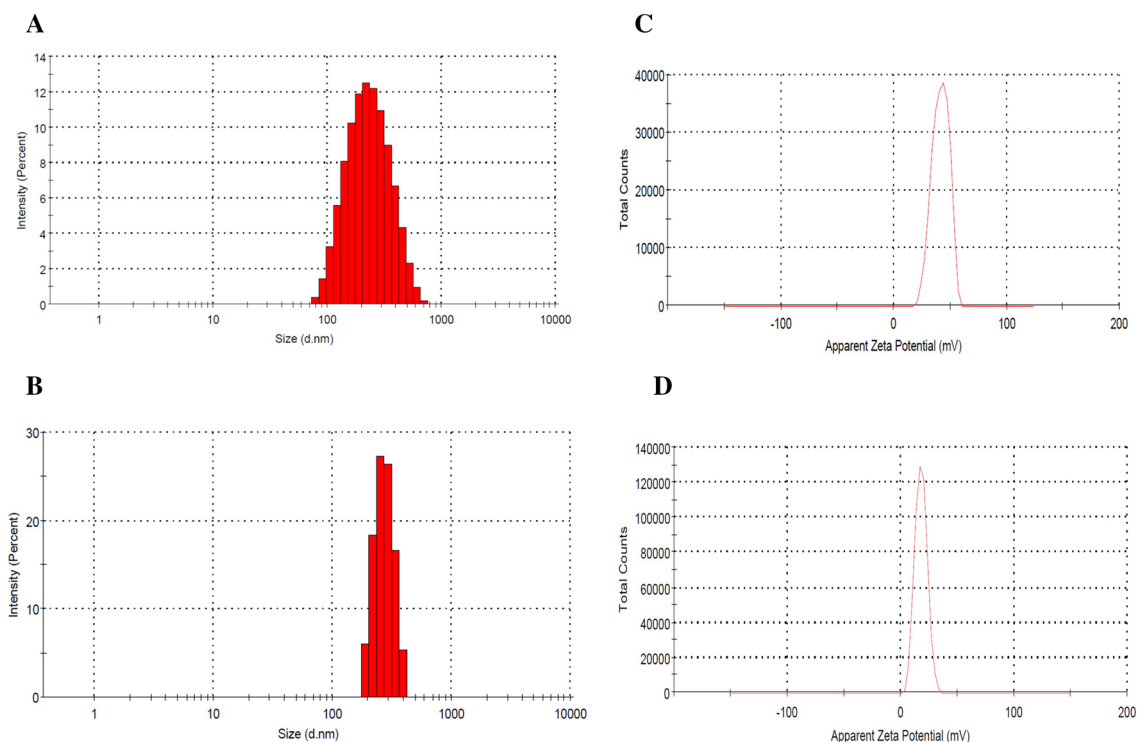 A
14
12
10
8
6
4
2
0
Intensity (Percent)
1 10 100 1000 10000
Size (d.nm)
C
40000
30000
20000
10000
0
Total Counts
-100 0 100 200
Apparent Zeta Potential (mV)
B
30
20
10
0
Intensity (Percent)
1 10 100 1000 10000
Size (d.nm)
D
140000
120000
100000
80000
60000
40000
20000
0
Total Counts
-100 0 100 200
Apparent Zeta Potential (mV)